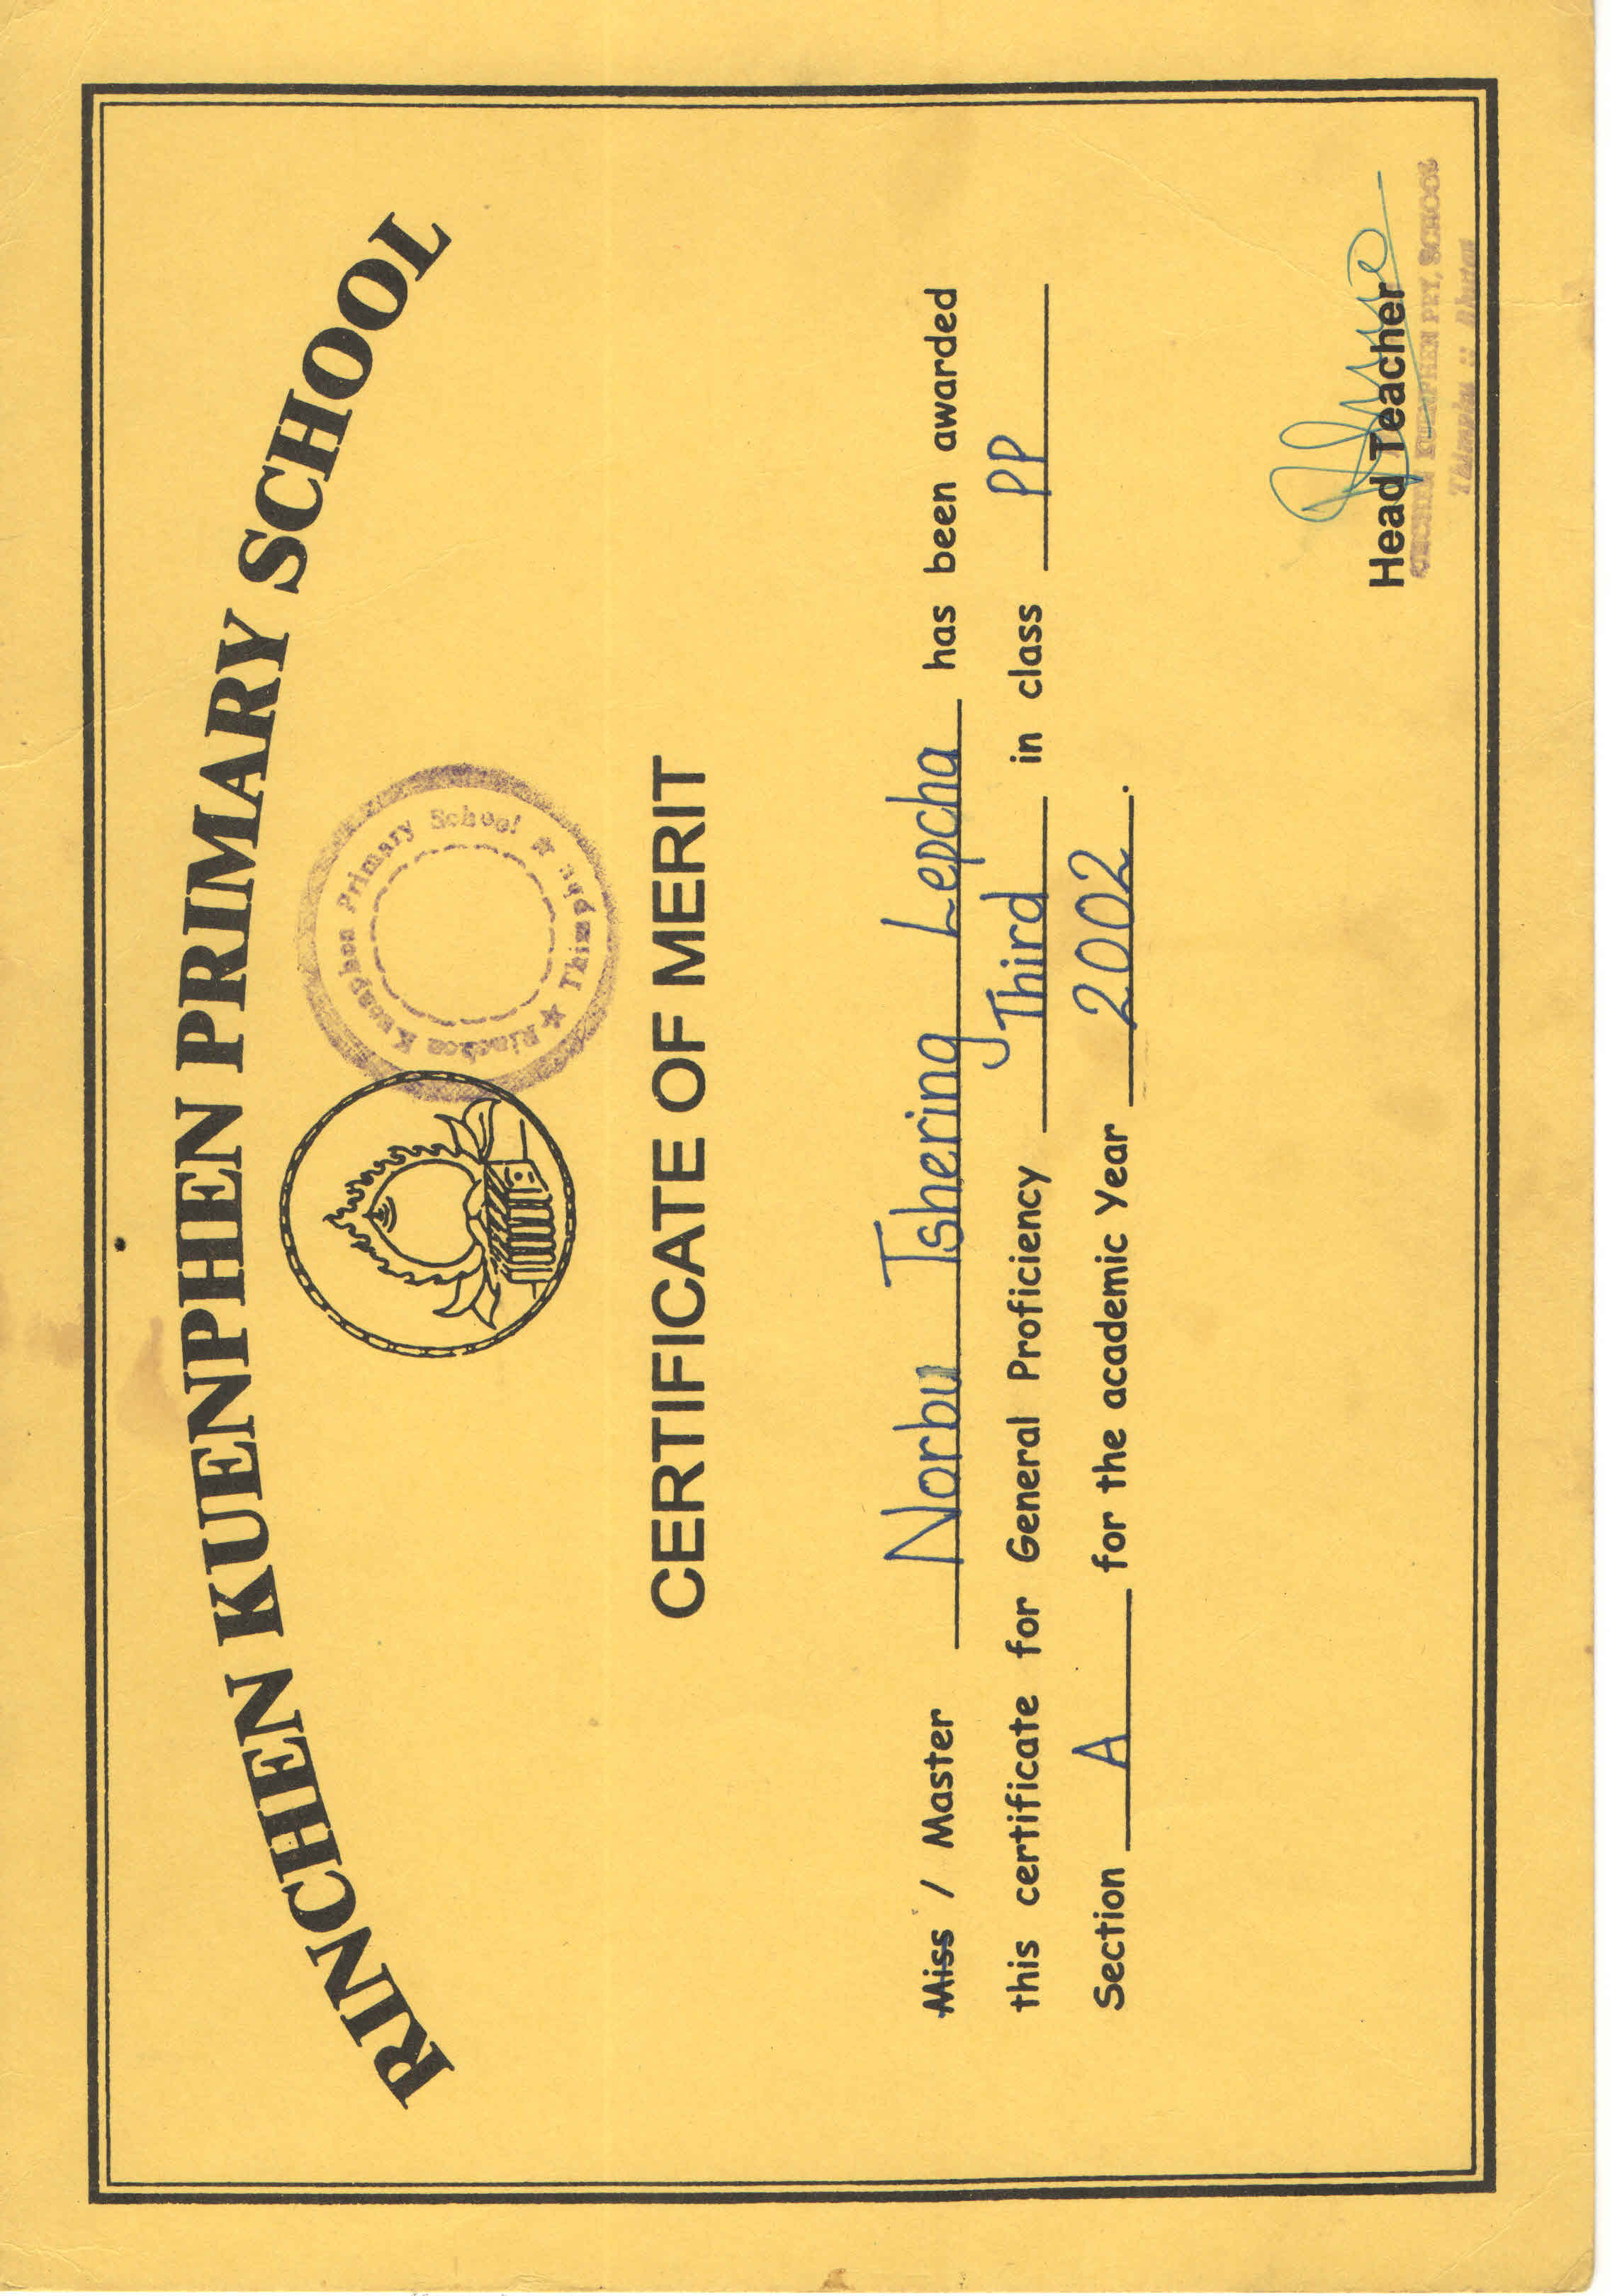 RINCHEN KUENPHEN PRIMARY SCHOOL
Rinchen Kuenphen Primary School
Thimphu
CERTIFICATE OF MERIT
Miss / Master Norbu Tshering Lepcha has been awarded
this certificate for General Proficiency Third in class PP
Section A for the academic Year 2002.
Head Teacher
RINCHEN KUENPHEN PRY, SCHOOL
Thimphu :: Bhutan